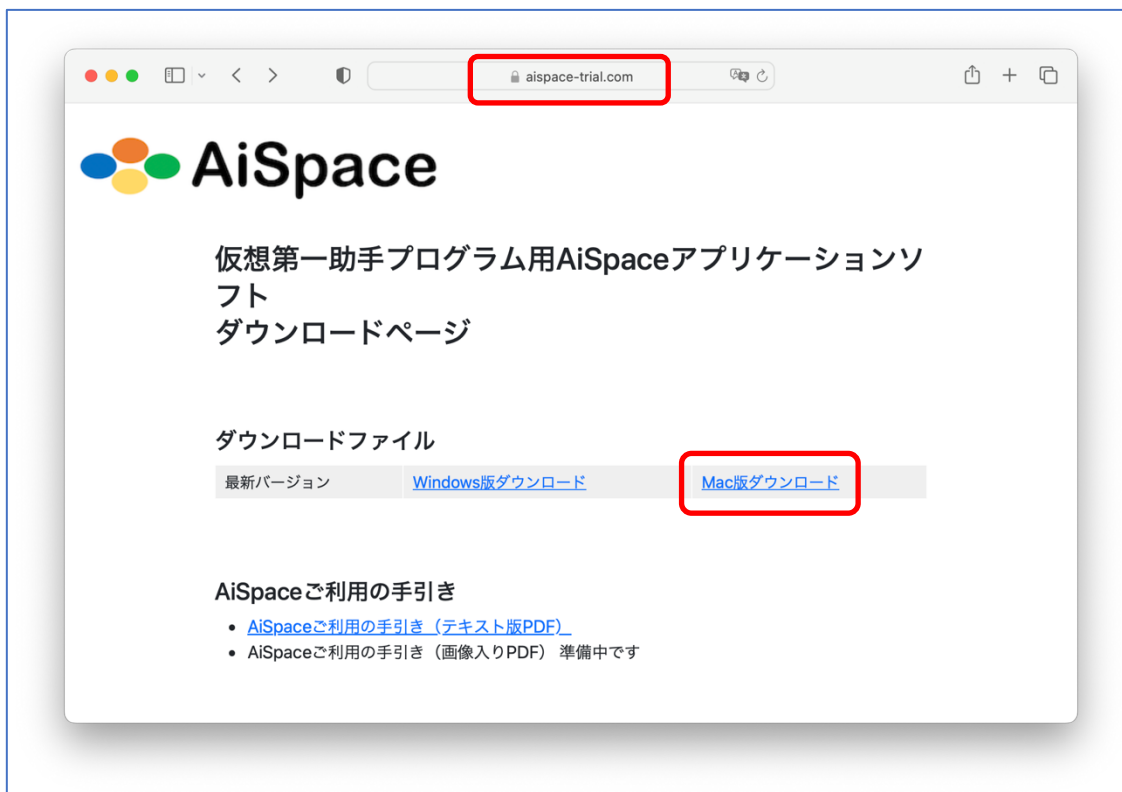 aispace-trial.com
AiSpace
仮想第一助手プログラム用AiSpaceアプリケーションソ
フト
ダウンロードページ
ダウンロードファイル
最新バージョン Windows版ダウンロード Mac版ダウンロード
AiSpaceご利用の手引き
• AiSpaceご利用の手引き（テキスト版PDF）
• AiSpaceご利用の手引き（画像入りPDF） 準備中です